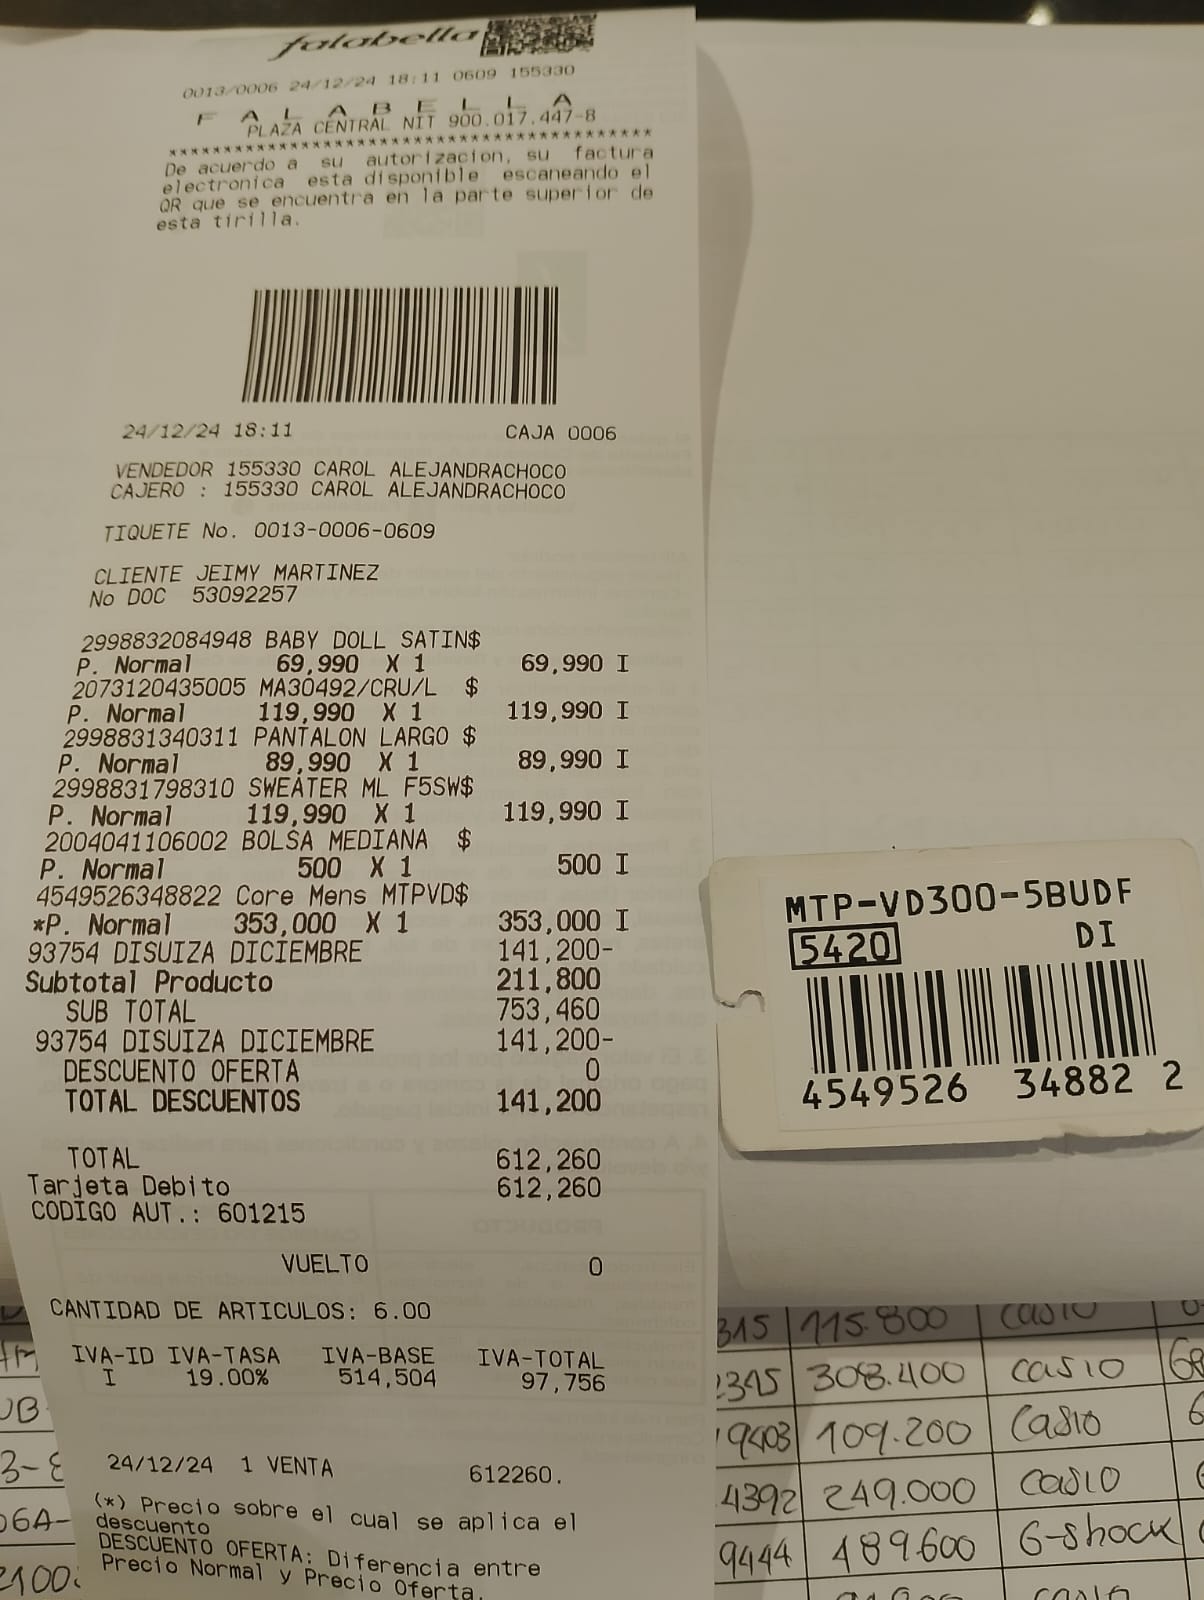 falabella
0013/0006 24/12/24 18:11 0609 155330
F A L A B E L L A
PLAZA CENTRAL NIT 900.017.447-8
******************************************
De acuerdo a su autorizacion, su factura
electronica esta disponible escaneando el
QR que se encuentra en la parte superior de
esta tirilla.
24/12/24 18:11 CAJA 0006
VENDEDOR 155330 CAROL ALEJANDRACHOCO
CAJERO : 155330 CAROL ALEJANDRACHOCO
TIQUETE No. 0013-0006-0609
CLIENTE JEIMY MARTINEZ
No DOC 53092257
2998832084948 BABY DOLL SATIN$
P. Normal 69,990 X 1 69,990 I
2073120435005 MA30492/CRU/L $
P. Normal 119,990 X 1 119,990 I
2998831340311 PANTALON LARGO $
P. Normal 89,990 X 1 89,990 I
2998831798310 SWEATER ML F5SW$
P. Normal 119,990 X 1 119,990 I
2004041106002 BOLSA MEDIANA $
P. Normal 500 X 1 500 I
4549526348822 Core Mens MTPVD$
*P. Normal 353,000 X 1 353,000 I
93754 DISUIZA DICIEMBRE 141,200-
Subtotal Producto 211,800
SUB TOTAL 753,460
93754 DISUIZA DICIEMBRE 141,200-
DESCUENTO OFERTA 0
TOTAL DESCUENTOS 141,200
TOTAL 612,260
Tarjeta Debito 612,260
CODIGO AUT.: 601215
VUELTO 0
CANTIDAD DE ARTICULOS: 6.00
IVA-ID IVA-TASA IVA-BASE IVA-TOTAL
I 19.00% 514,504 97,756
24/12/24 1 VENTA 612260.
(*) Precio sobre el cual se aplica el
descuento
DESCUENTO OFERTA: Diferencia entre
Precio Normal y Precio Oferta.
MTP-VD300-5BUDF
5420 DI
4549526 34882 2
315 115.800 casio
2315 308.400 casio 68
9403 109.200 Casio 6
4392 249.000 casio
9444 489.600 G-shock
casio
UB
3-
06A-
2100